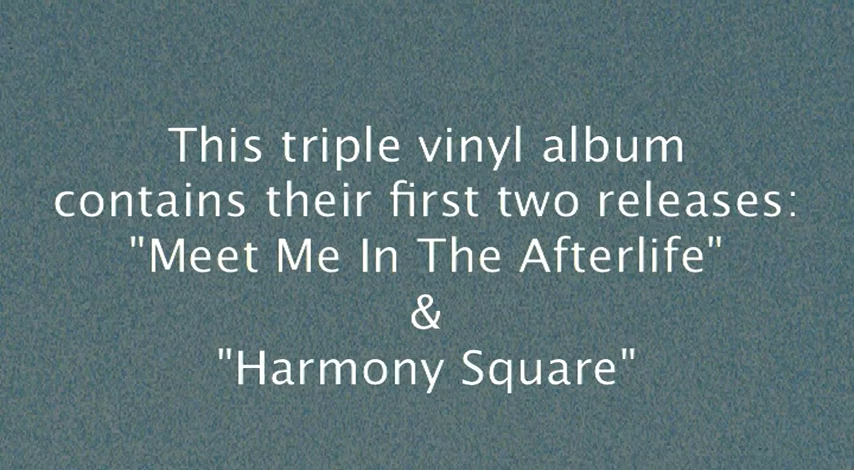 This triple vinyl album
contains their first two releases:
"Meet Me In The Afterlife"
&
"Harmony Square"